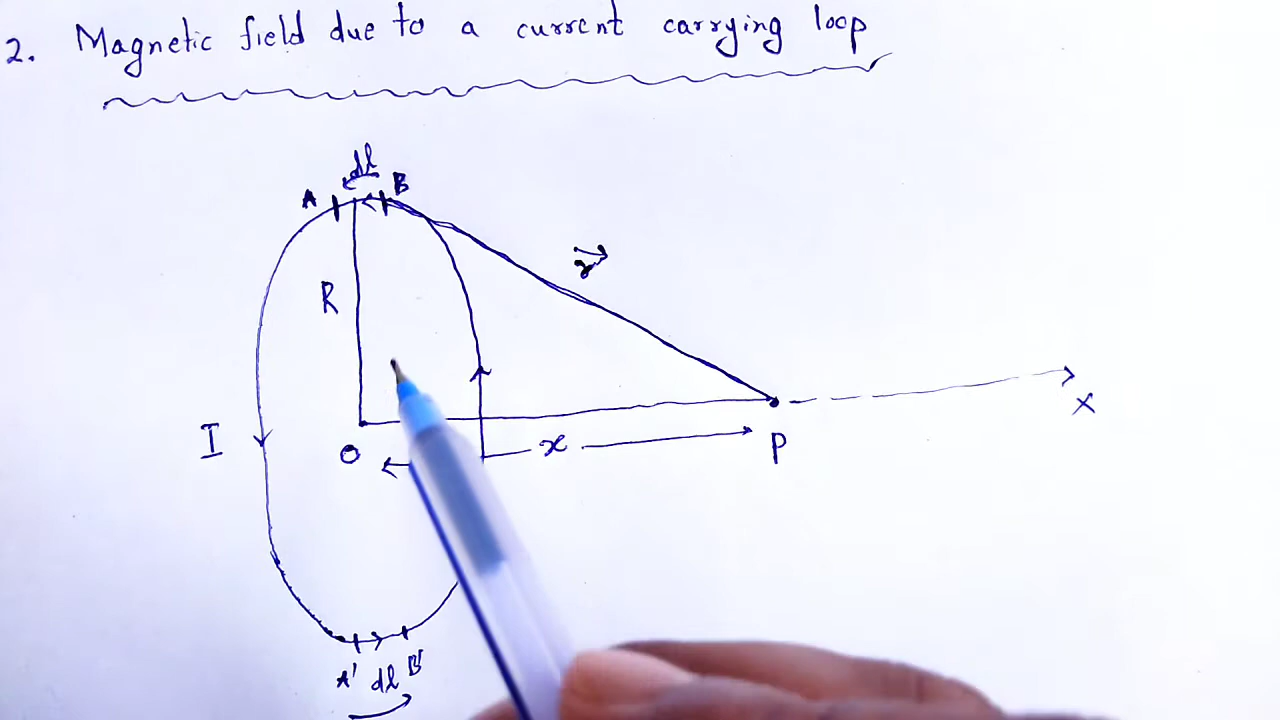 2. Magnetic field due to a current carrying loop
dl
A B
R
r
I
O x P X
A' dl B'